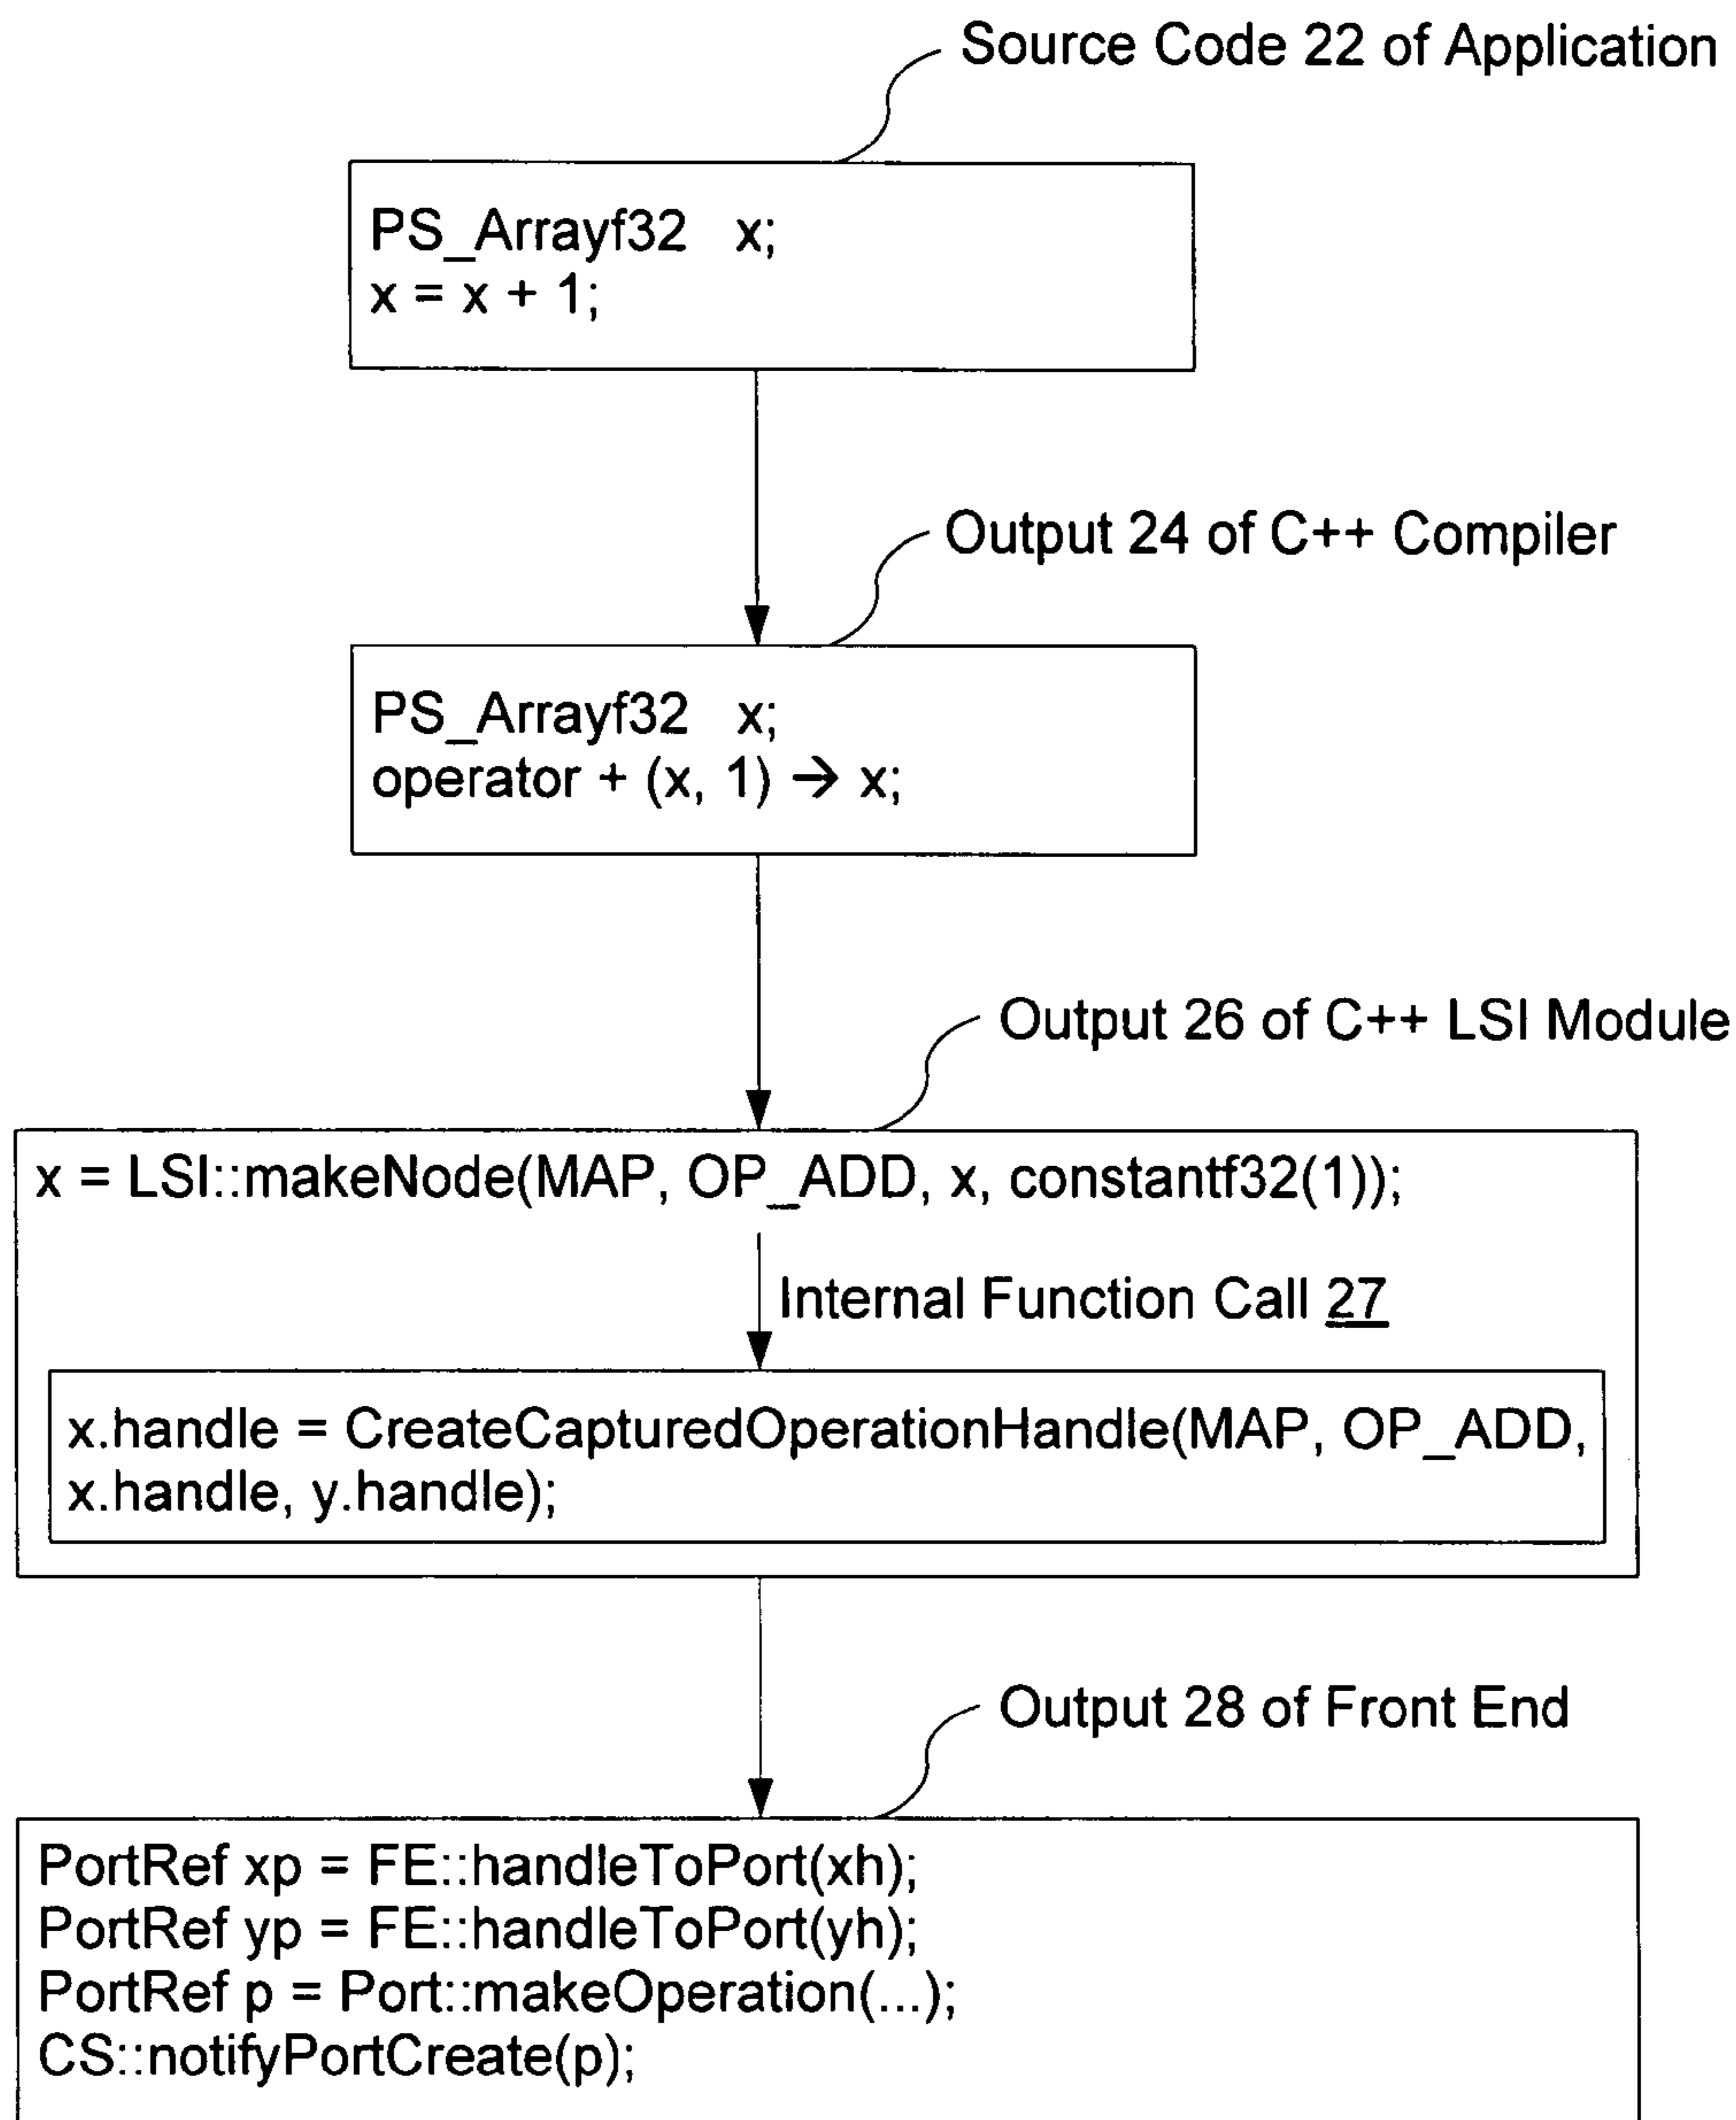 Source Code 22 of Application
PS_Arrayf32 x;
x = x + 1;
Output 24 of C++ Compiler
PS_Arrayf32 x;
operator + (x, 1) → x;
Output 26 of C++ LSI Module
x = LSI::makeNode(MAP, OP_ADD, x, constantf32(1));
Internal Function Call 27
x.handle = CreateCapturedOperationHandle(MAP, OP_ADD,
x.handle, y.handle);
Output 28 of Front End
PortRef xp = FE::handleToPort(xh);
PortRef yp = FE::handleToPort(yh);
PortRef p = Port::makeOperation(...);
CS::notifyPortCreate(p);